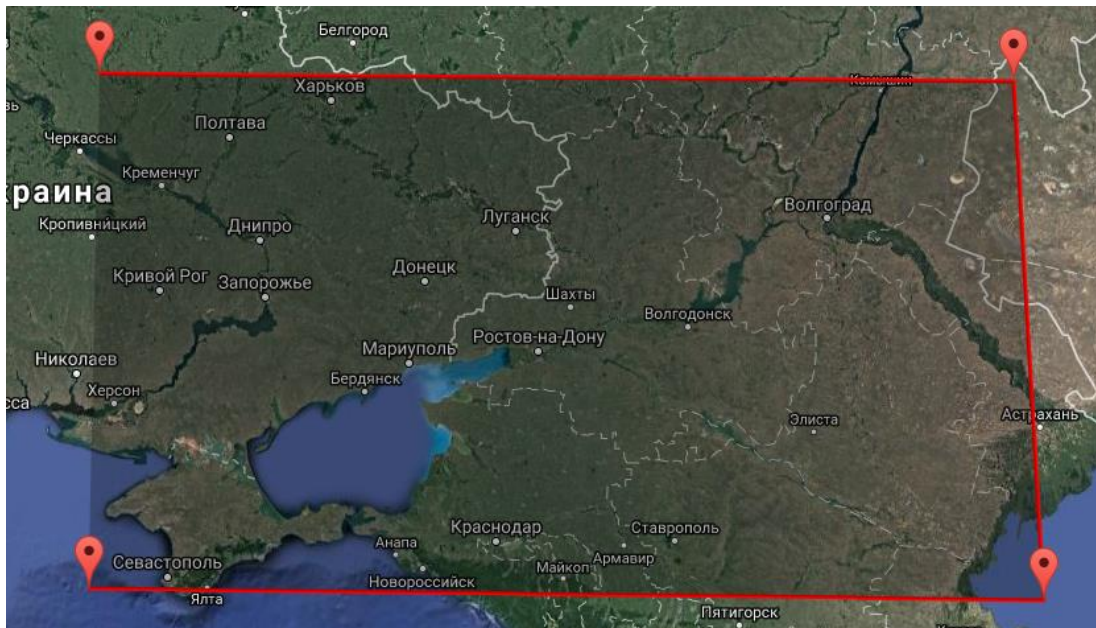 Белгород
Харьков
Камышин
Полтава
Черкассы
Кременчуг
краина
Волгоград
Луганск
Кропивницкий
Днипро
Донецк
Кривой Рог
Запорожье
Шахты
Волгодонск
Ростов-на-Дону
Мариуполь
Николаев
Бердянск
Херсон
сса
Астрахань
Элиста
Краснодар
Ставрополь
Анапа
Армавир
Севастополь
Майкоп
Новороссийск
Ялта
Пятигорск